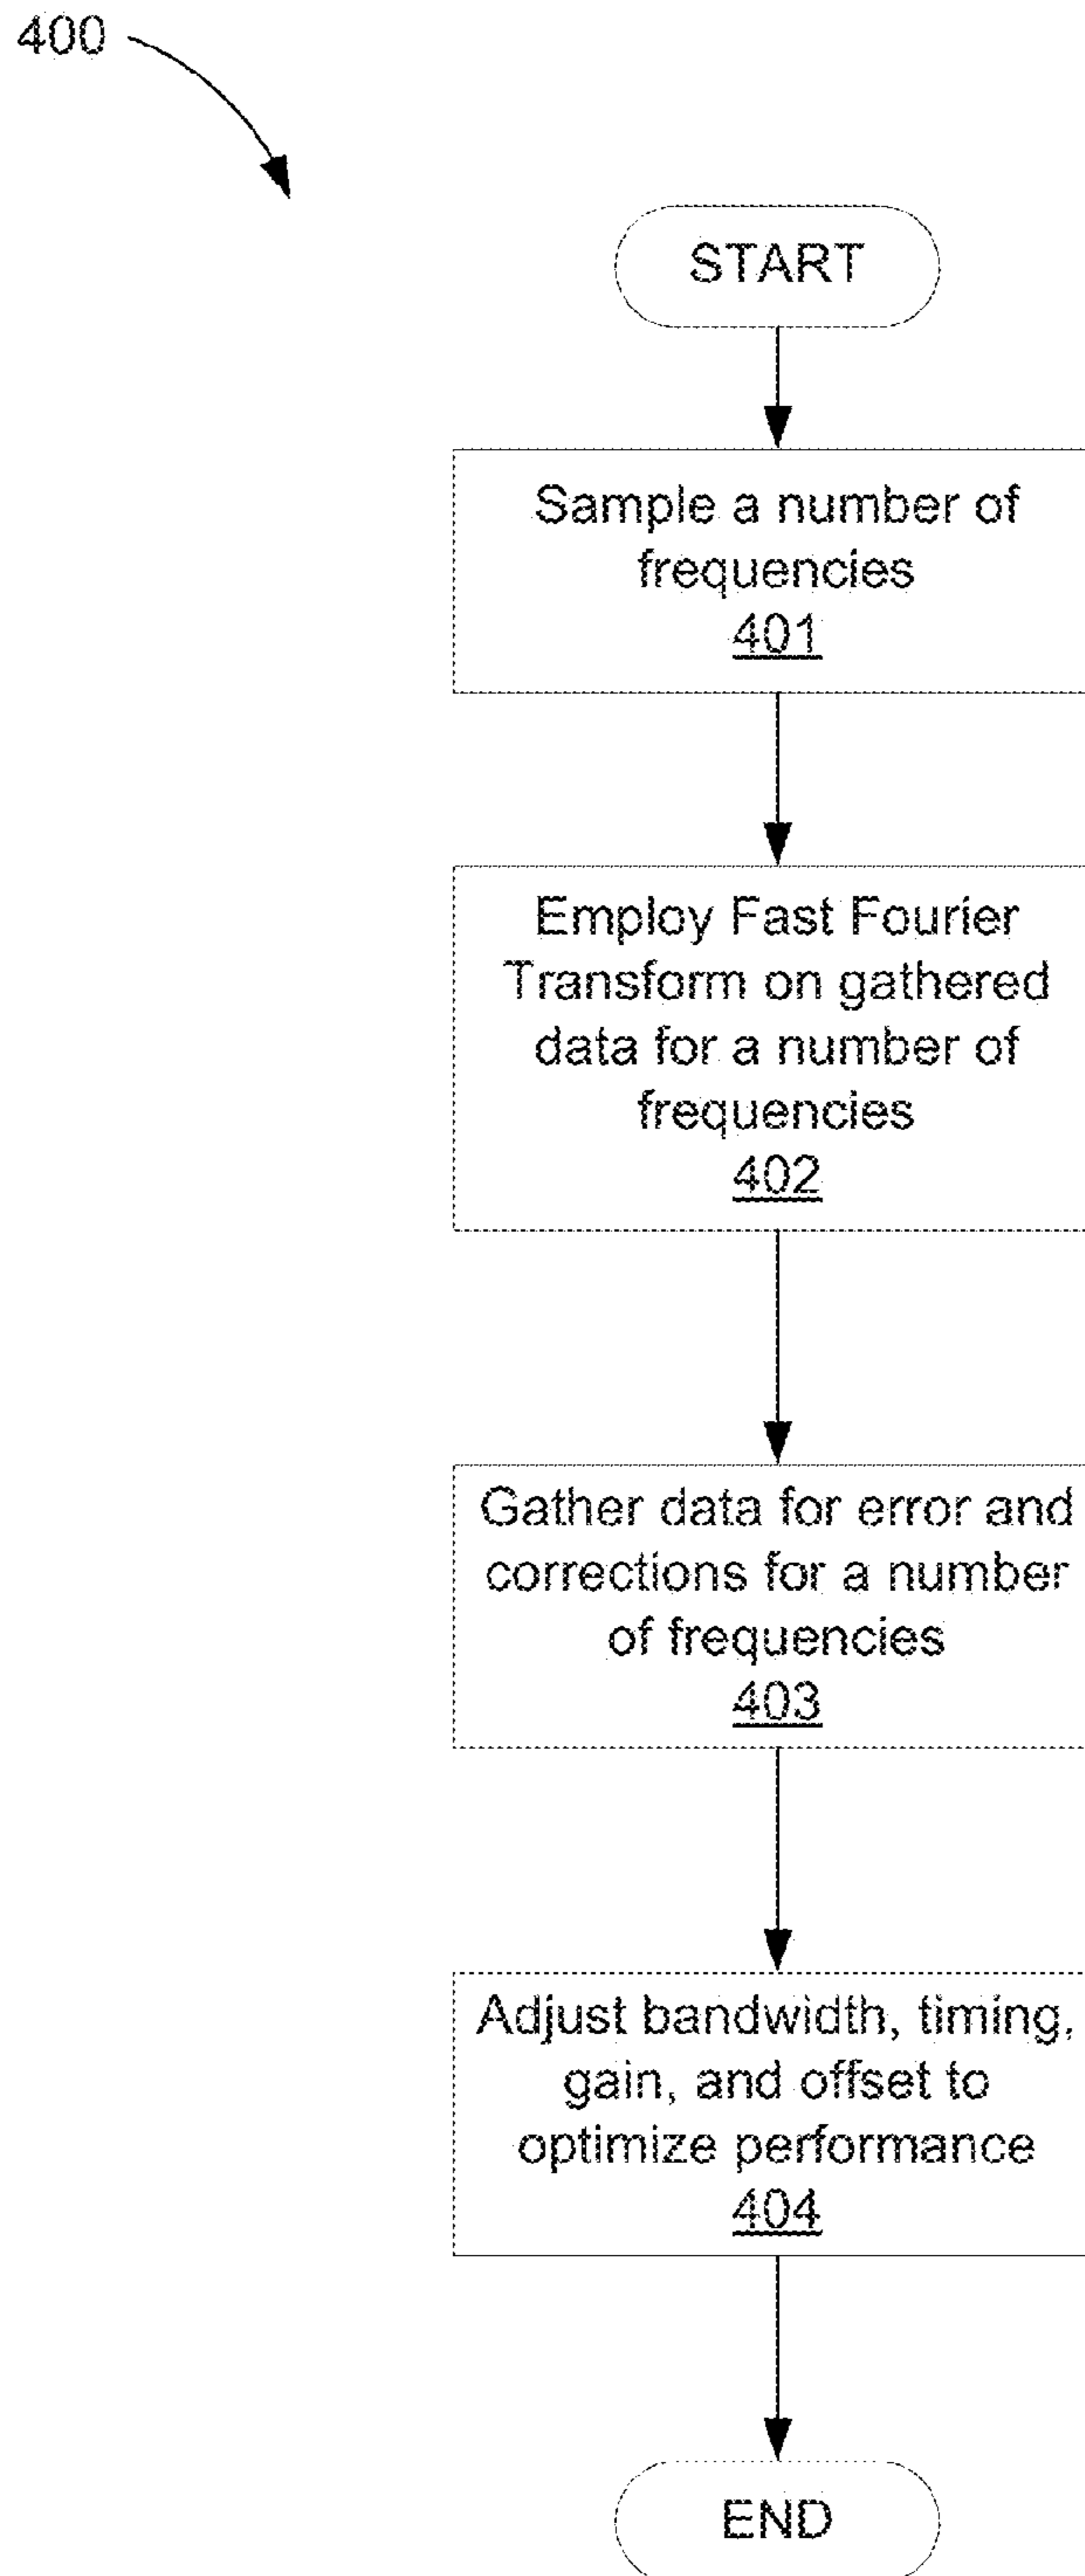 400
START
Sample a number of
frequencies
401
Employ Fast Fourier
Transform on gathered
data for a number of
frequencies
402
Gather data for error and
corrections for a number
of frequencies
403
Adjust bandwidth, timing,
gain, and offset to
optimize performance
404
END